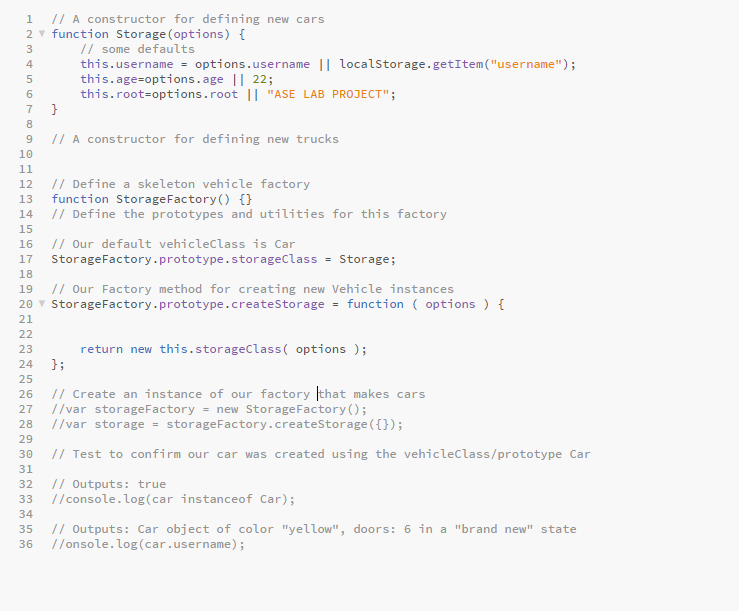 1 // A constructor for defining new cars
2 function Storage(options) {
3 // some defaults
4 this.username = options.username || localStorage.getItem("username");
5 this.age=options.age || 22;
6 this.root=options.root || "ASE LAB PROJECT";
7 }
8
9 // A constructor for defining new trucks
10
11
12 // Define a skeleton vehicle factory
13 function StorageFactory() {}
14 // Define the prototypes and utilities for this factory
15
16 // Our default vehicleClass is Car
17 StorageFactory.prototype.storageClass = Storage;
18
19 // Our Factory method for creating new Vehicle instances
20 StorageFactory.prototype.createStorage = function ( options ) {
21
22
23 return new this.storageClass( options );
24 };
25
26 // Create an instance of our factory that makes cars
27 //var storageFactory = new StorageFactory();
28 //var storage = storageFactory.createStorage({});
29
30 // Test to confirm our car was created using the vehicleClass/prototype Car
31
32 // Outputs: true
33 //console.log(car instanceof Car);
34
35 // Outputs: Car object of color "yellow", doors: 6 in a "brand new" state
36 //onsole.log(car.username);